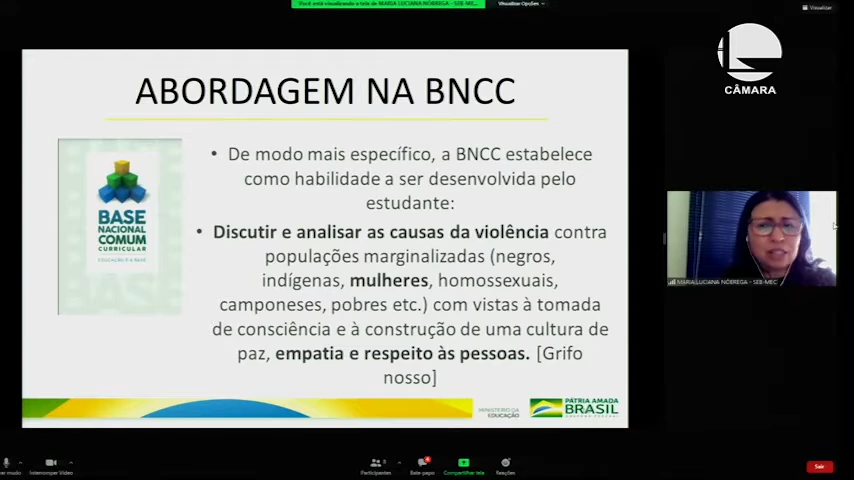 Você está visualizando a tela de MARIA LUCIANA NÓBREGA - SEB-ME...
Visualizar Opções
Visualizar
CÂMARA
ABORDAGEM NA BNCC
• De modo mais específico, a BNCC estabelece
como habilidade a ser desenvolvida pelo
estudante:
• Discutir e analisar as causas da violência contra
populações marginalizadas (negros,
indígenas, mulheres, homossexuais,
camponeses, pobres etc.) com vistas à tomada
de consciência e à construção de uma cultura de
paz, empatia e respeito às pessoas. [Grifo
nosso]
BASE
NACIONAL
COMUM
CURRICULAR
EDUCAÇÃO É A BASE
MARIA LUCIANA NÓBREGA - SEB-MEC
MINISTÉRIO DA
EDUCAÇÃO
PÁTRIA AMADA
BRASIL
GOVERNO FEDERAL
Interromper Vídeo
Participantes
8
Bate-papo
Compartilhar tela
Reações
Sair